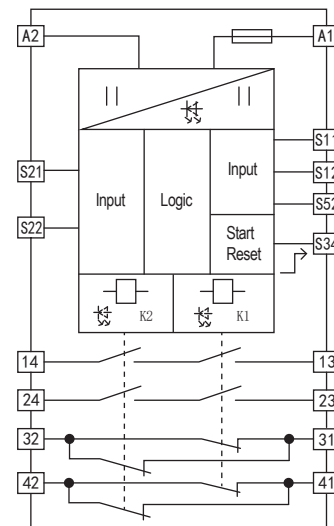 A2 A1
S11
S21 Input Logic Input S12
S52
S22 Start
Reset S34
K2 K1
14 13
24 23
32 31
42 41